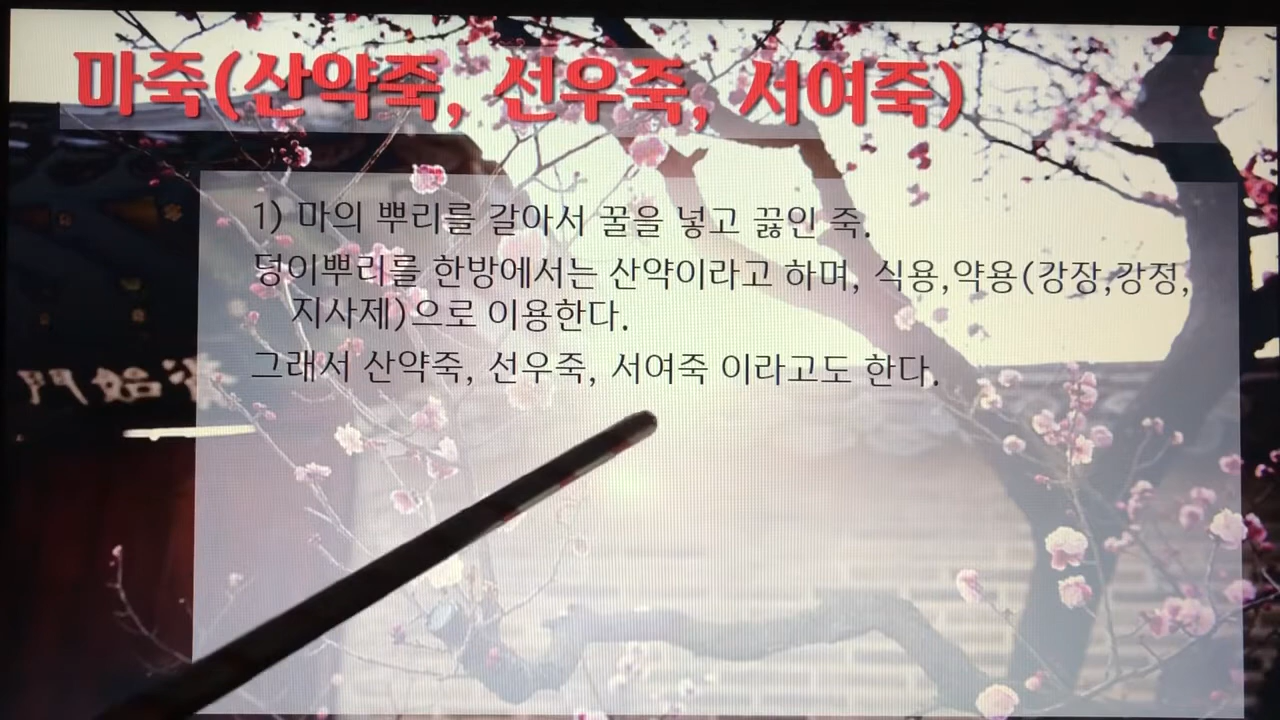 마죽(산약죽, 선우죽, 서여죽)
1) 마의 뿌리를 갈아서 꿀을 넣고 끓인 죽.
덩이뿌리를 한방에서는 산약이라고 하며, 식용,약용(강장,강정,
지사제)으로 이용한다.
그래서 산약죽, 선우죽, 서여죽 이라고도 한다.